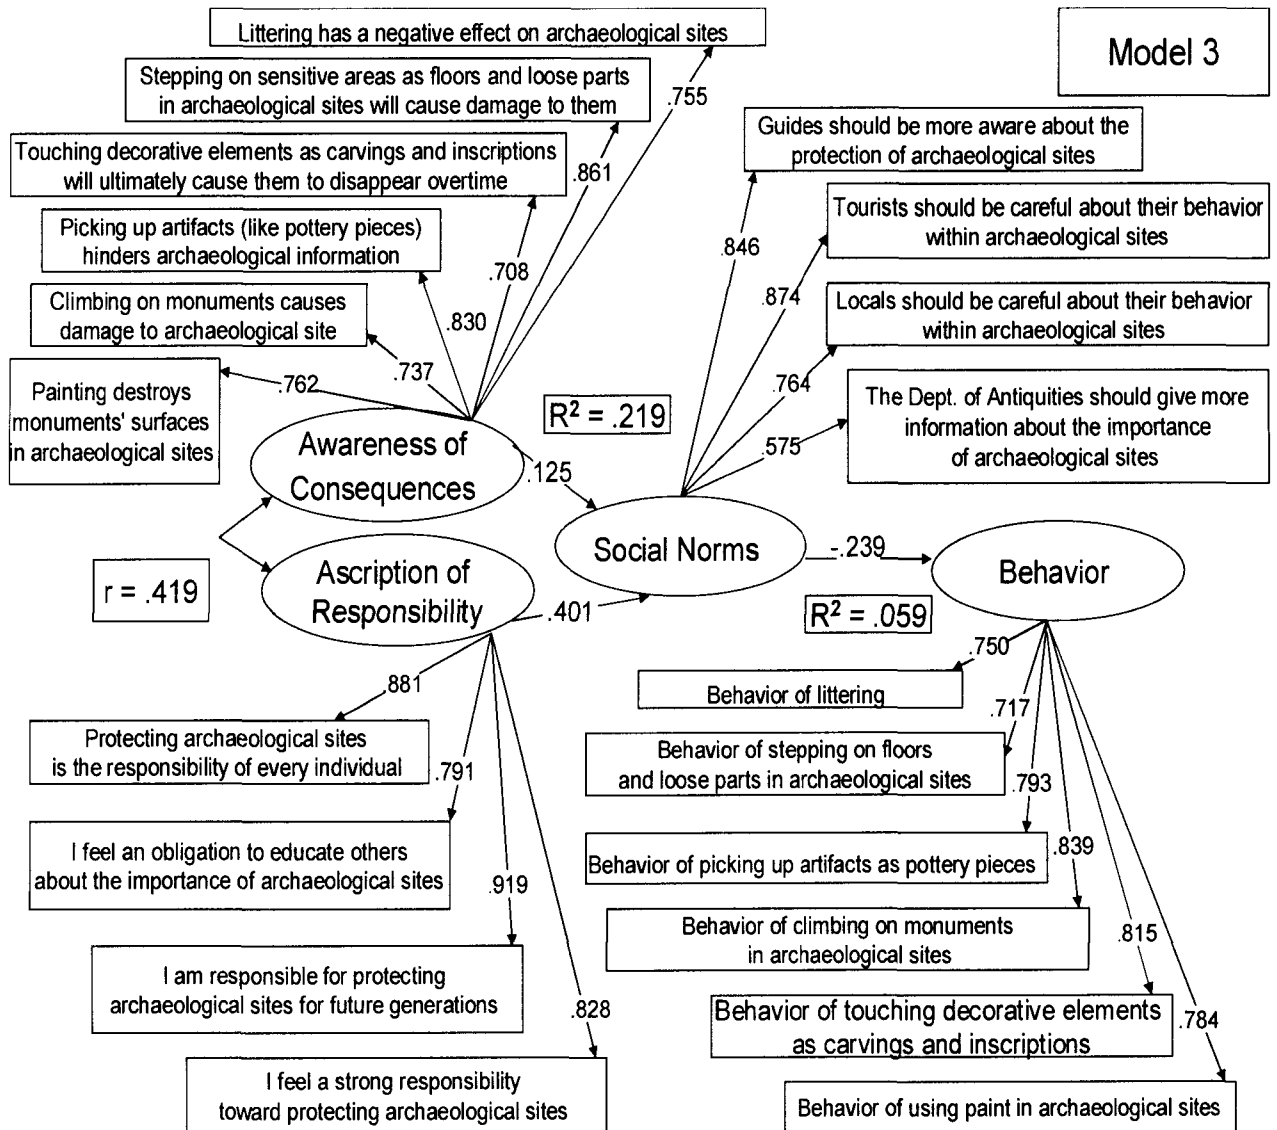 Model 3
Littering has a negative effect on archaeological sites
.755
Stepping on sensitive areas as floors and loose parts
in archaeological sites will cause damage to them
.861
Touching decorative elements as carvings and inscriptions
will ultimately cause them to disappear overtime
.708
Picking up artifacts (like pottery pieces)
hinders archaeological information
.830
Climbing on monuments causes
damage to archaeological site
.737
Painting destroys
monuments' surfaces
in archaeological sites
.762
Guides should be more aware about the
protection of archaeological sites
.846
Tourists should be careful about their behavior
within archaeological sites
.874
Locals should be careful about their behavior
within archaeological sites
.764
The Dept. of Antiquities should give more
information about the importance
of archaeological sites
.575
R² = .219
Awareness of
Consequences
.125
Social Norms
-.239
Behavior
R² = .059
r = .419
Ascription of
Responsibility
.401
.881
Protecting archaeological sites
is the responsibility of every individual
.791
I feel an obligation to educate others
about the importance of archaeological sites
.919
I am responsible for protecting
archaeological sites for future generations
.828
I feel a strong responsibility
toward protecting archaeological sites
.750
Behavior of littering
.717
Behavior of stepping on floors
and loose parts in archaeological sites
.793
Behavior of picking up artifacts as pottery pieces
.839
Behavior of climbing on monuments
in archaeological sites
.815
Behavior of touching decorative elements
as carvings and inscriptions
.784
Behavior of using paint in archaeological sites